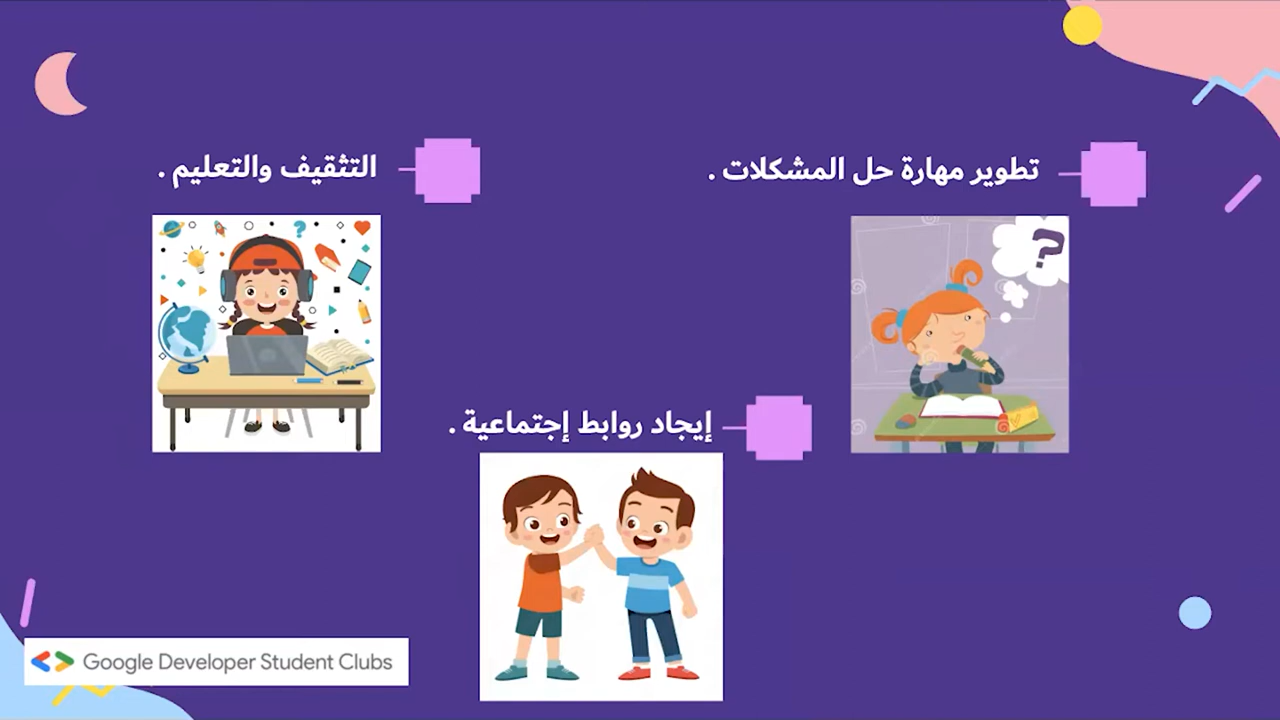 تطوير مهارة حل المشكلات .
التثقيف والتعليم .
?
?
إيجاد روابط إجتماعية .
Google Developer Student Clubs